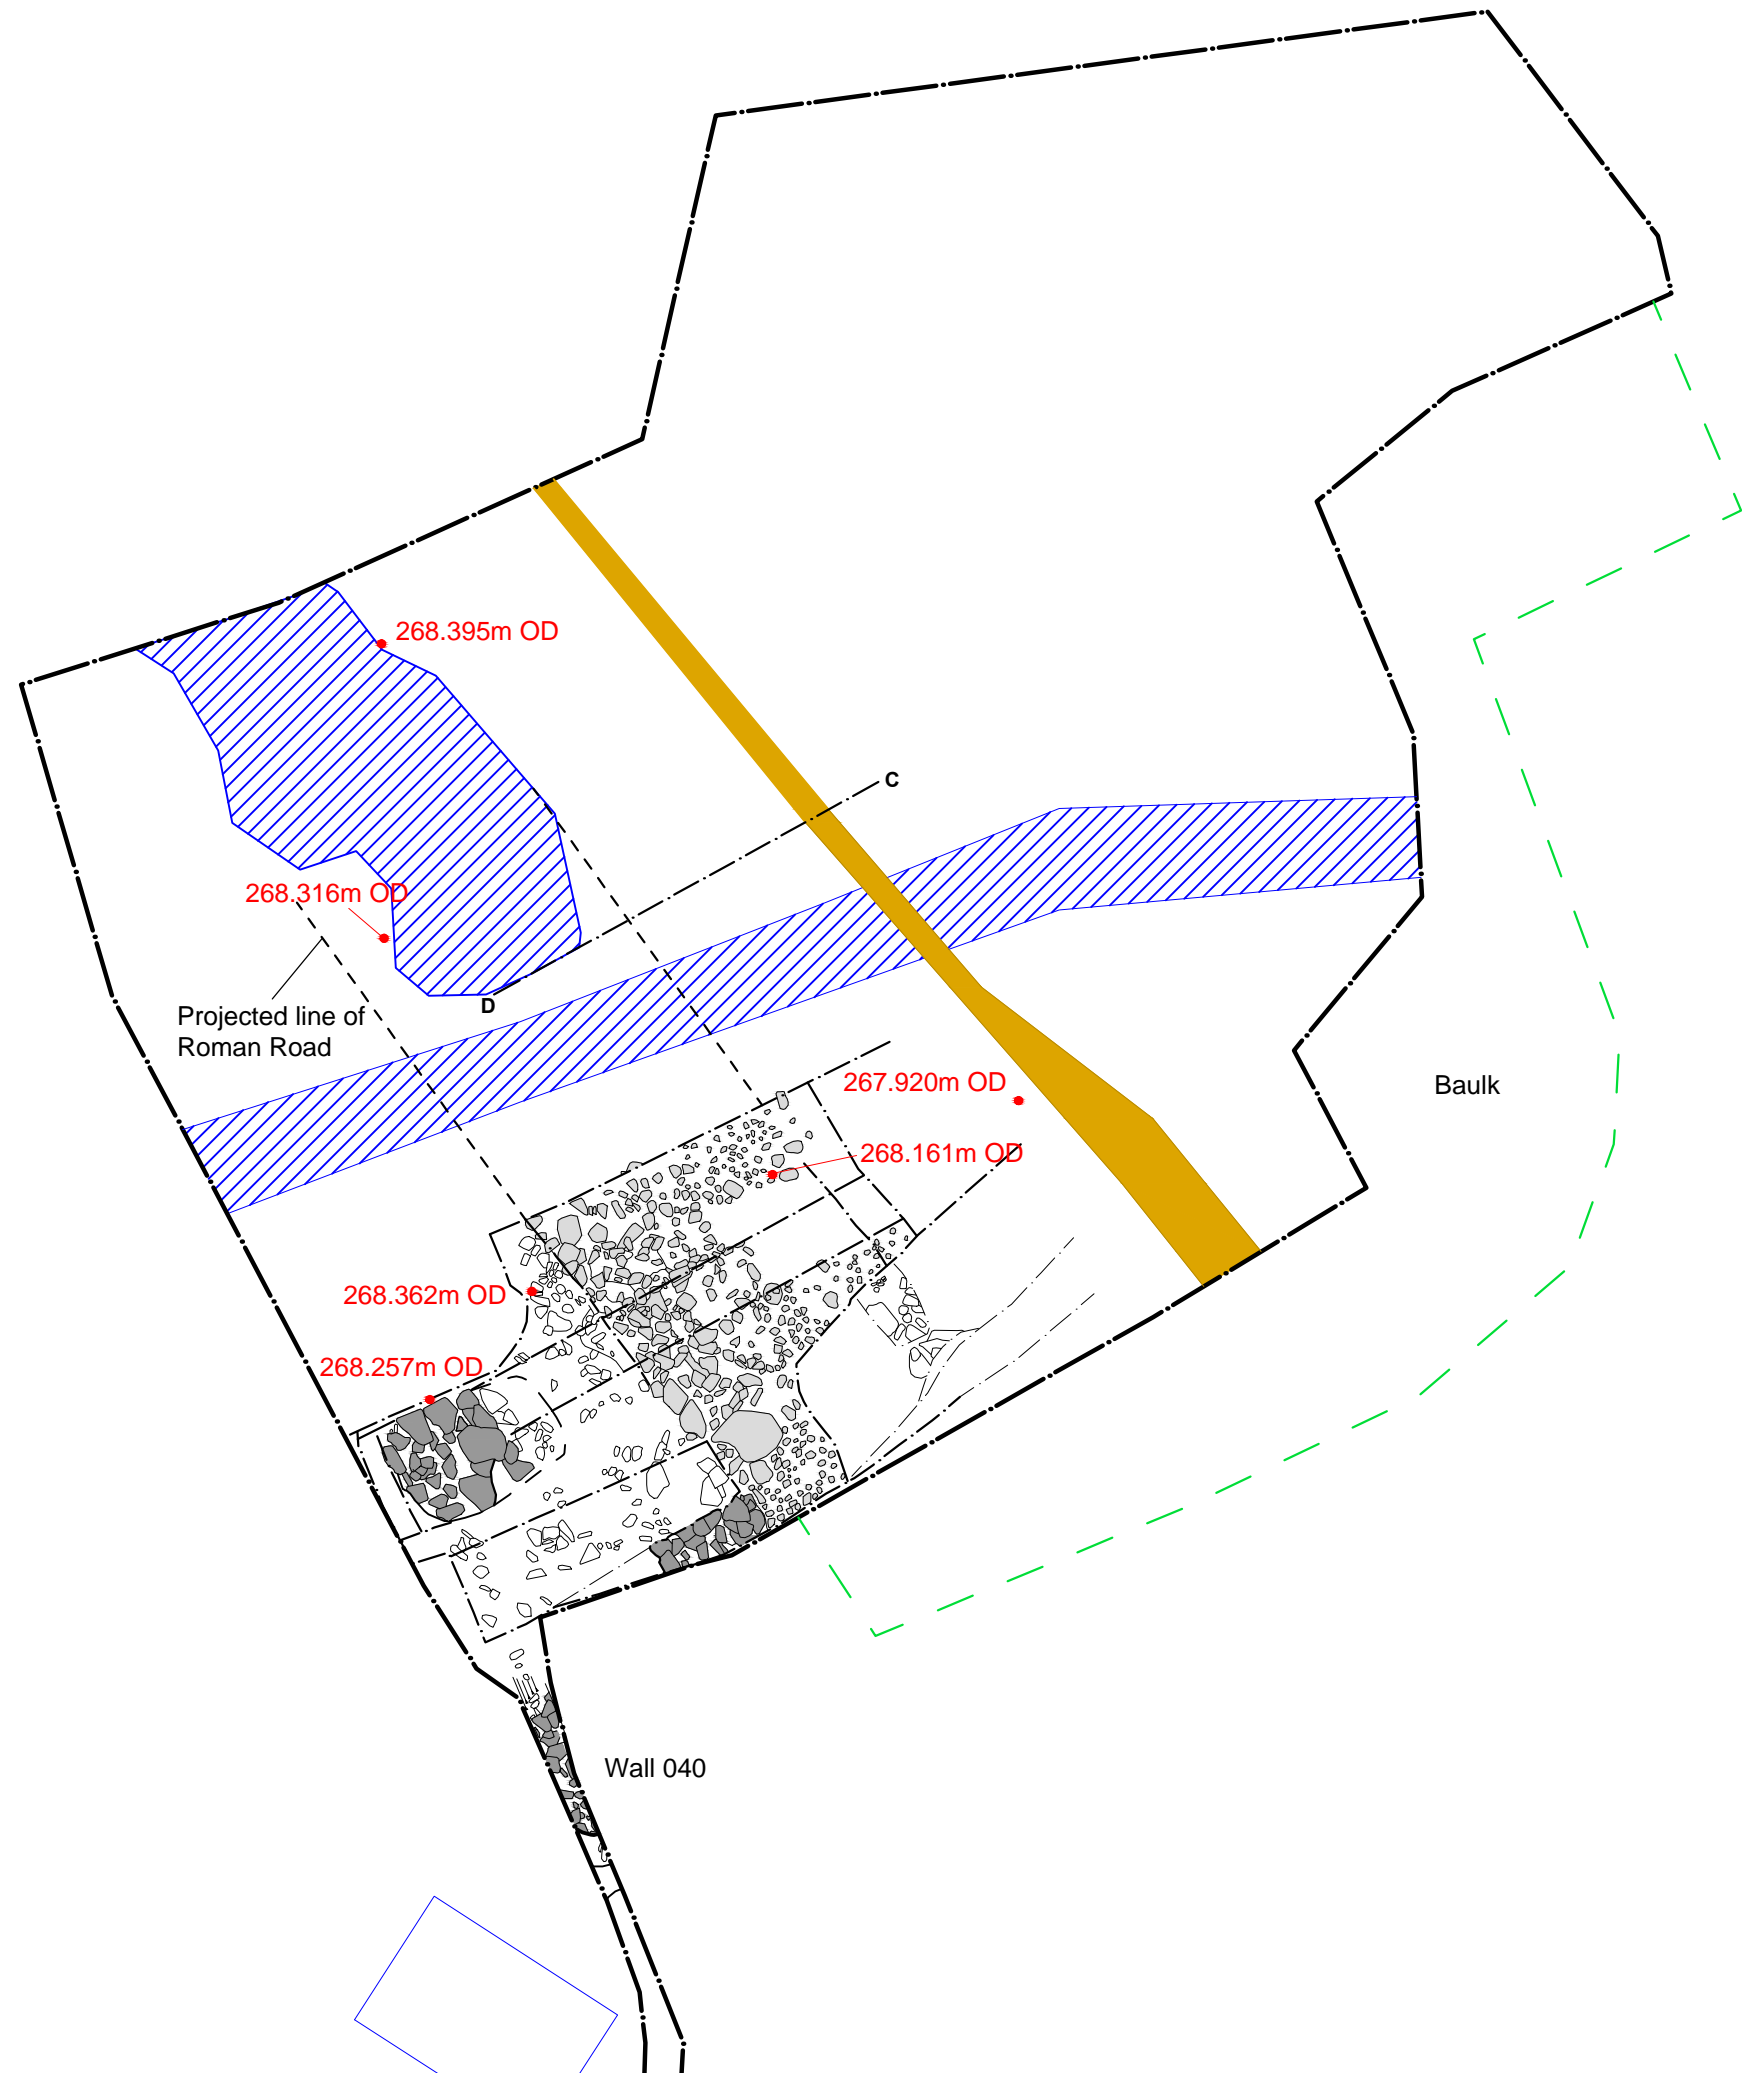 268.395m OD
C
268.316m OD
D
Projected line of
Roman Road
267.920m OD
Baulk
268.161m OD
268.362m OD
268.257m OD
Wall 040